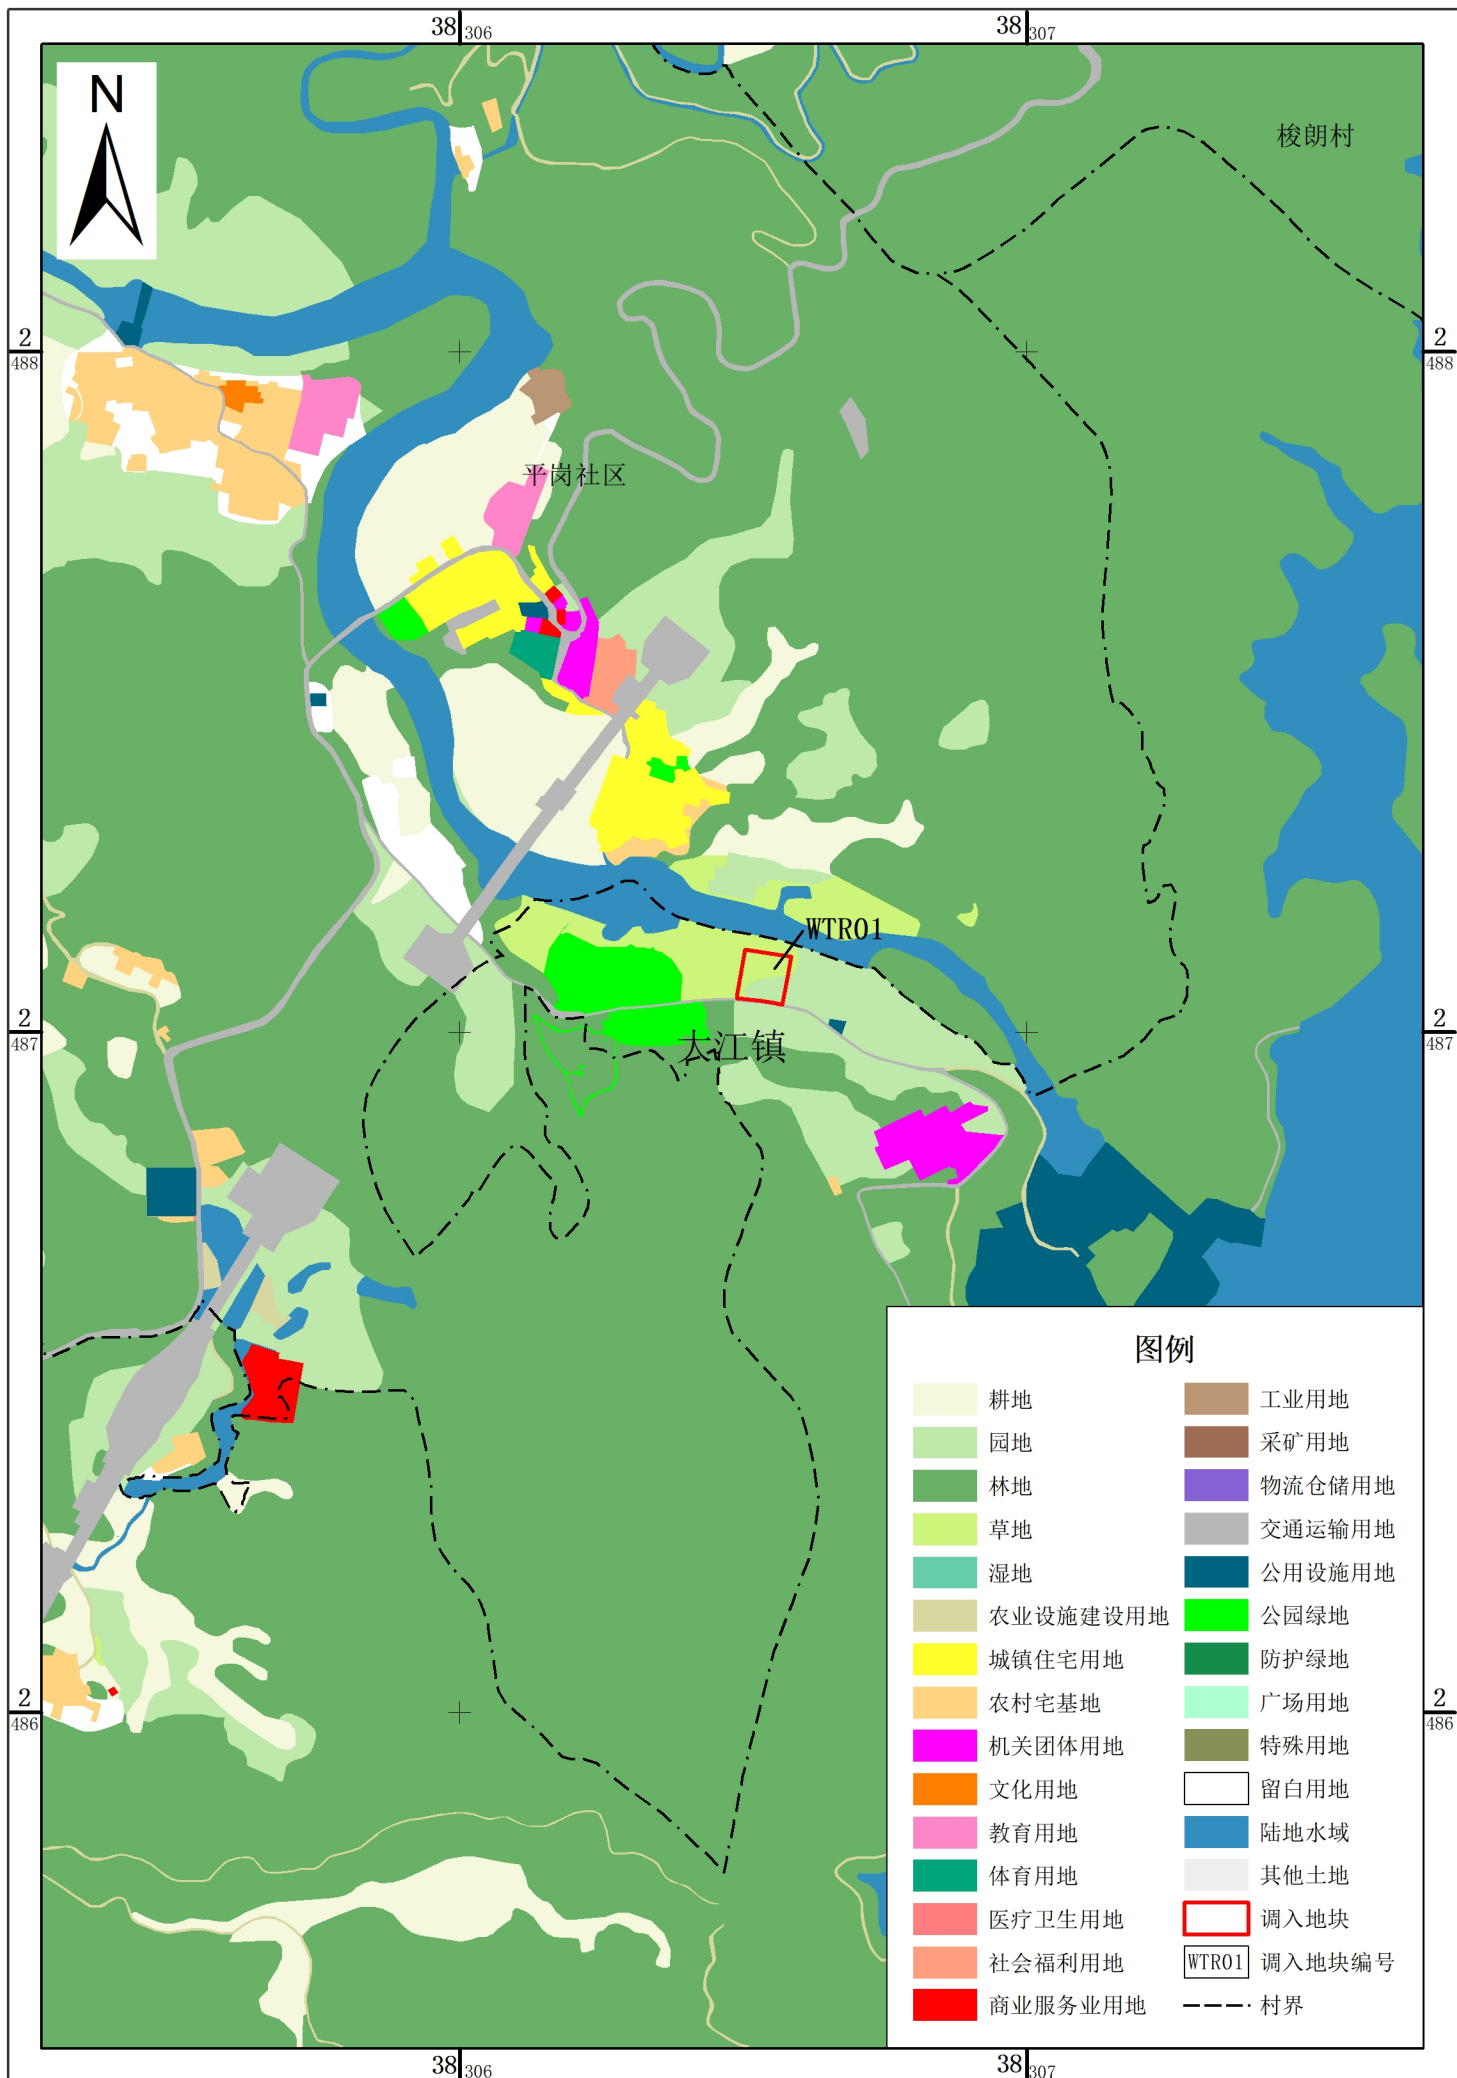 38 306
38 307
N
梭朗村
2 488
2 488
平岗社区
WTR01
大江镇
2 487
2 487
2 486
2 486
图例
耕地
园地
林地
草地
湿地
农业设施建设用地
城镇住宅用地
农村宅基地
机关团体用地
文化用地
教育用地
体育用地
医疗卫生用地
社会福利用地
商业服务业用地
工业用地
采矿用地
物流仓储用地
交通运输用地
公用设施用地
公园绿地
防护绿地
广场用地
特殊用地
留白用地
陆地水域
其他土地
调入地块
WTR01 调入地块编号
村界
38 306
38 307